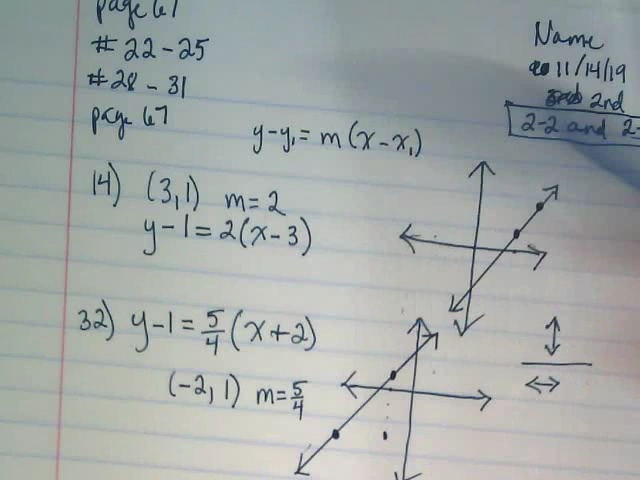 page 67
# 22-25
# 28-31
page 67
Name
11/14/19
2nd
2-2 and 2-
y-y₁ = m(x-x₁)
14) (3,1) m=2
y-1=2(x-3)
32) y-1=5/4(x+2)
(-2,1) m=5/4